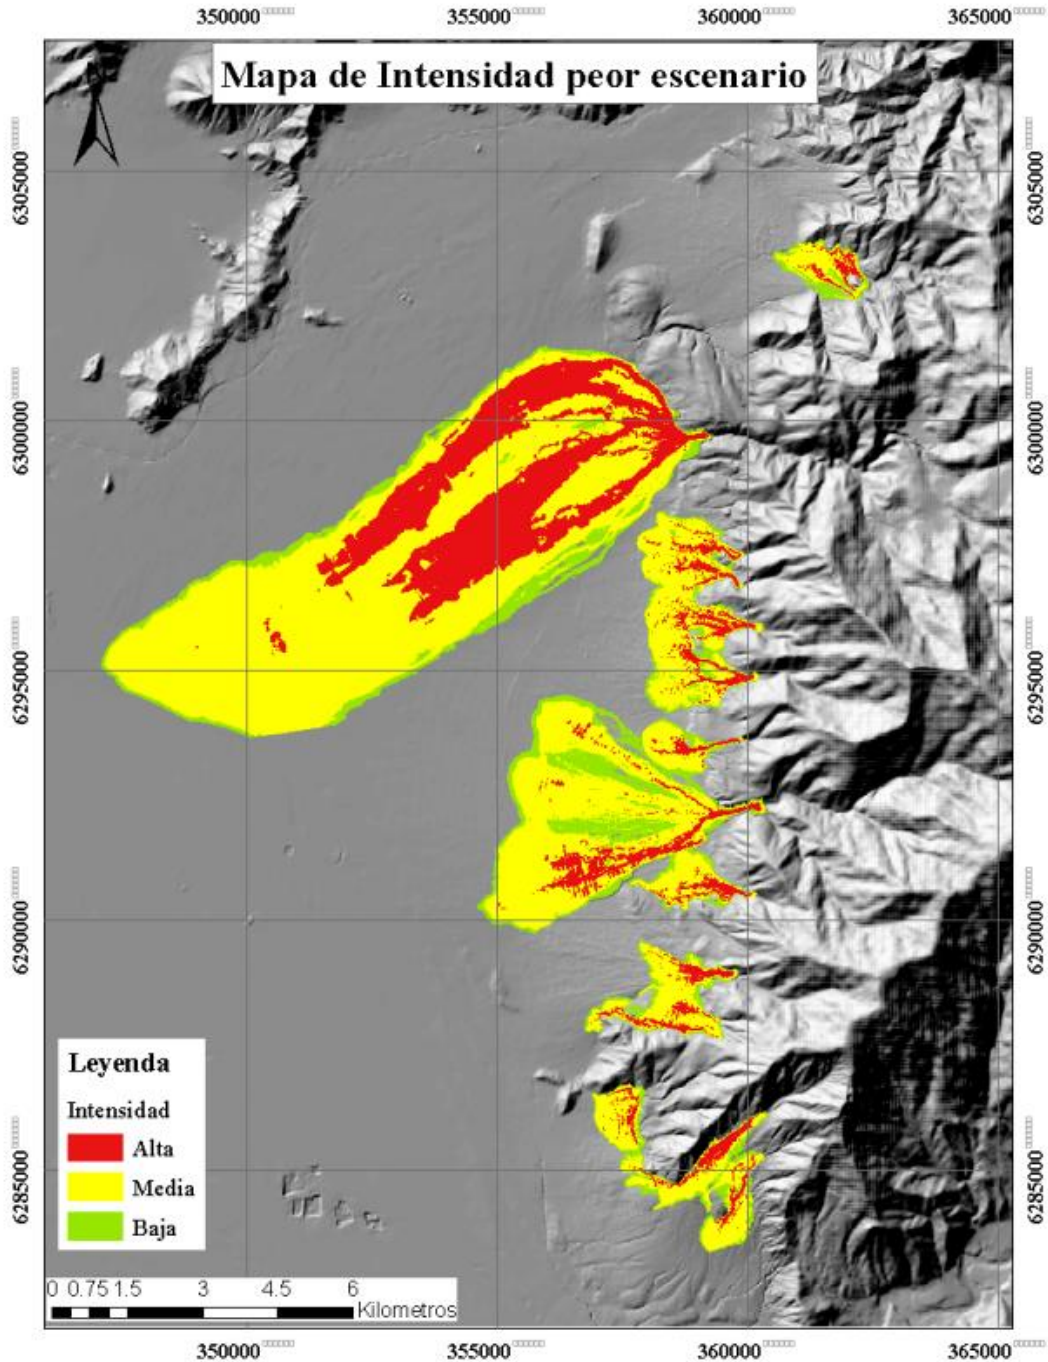 350000 355000 360000 365000
Mapa de Intensidad peor escenario
N
6305000 6305000
6300000 6300000
6295000 6295000
6290000 6290000
6285000 6285000
Leyenda
Intensidad
Alta
Media
Baja
0 0.75 1.5 3 4.5 6
Kilometros
350000 355000 360000 365000